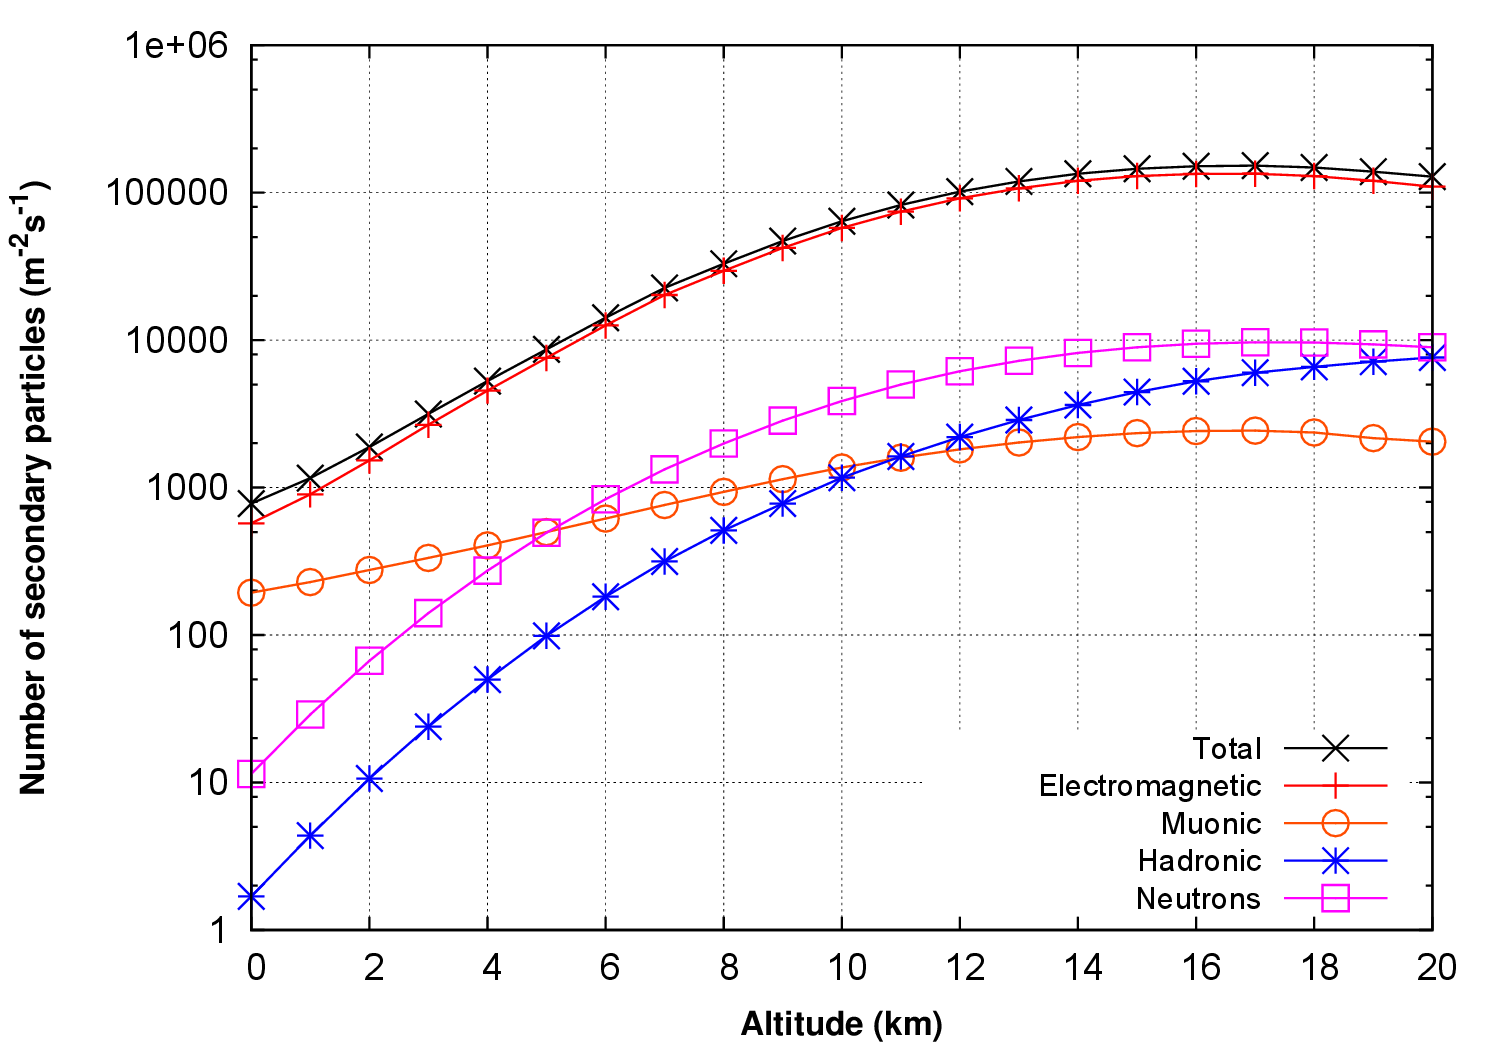 1e+06
100000
10000
1000
100
10
1
0 2 4 6 8 10 12 14 16 18 20
Number of secondary particles (m-2s-1)
Altitude (km)
Total
Electromagnetic
Muonic
Hadronic
Neutrons